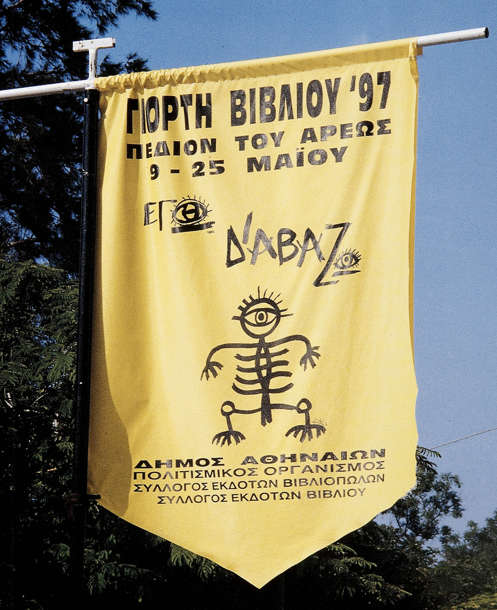 ΓΙΟΡΤΗ ΒΙΒΛΙΟΥ '97
ΠΕΔΙΟΝ ΤΟΥ ΑΡΕΩΣ
9 - 25 ΜΑΪΟΥ
ΕΓΩ
ΔΙΑΒΑΖΩ
ΔΗΜΟΣ ΑΘΗΝΑΙΩΝ
ΠΟΛΙΤΙΣΜΙΚΟΣ ΟΡΓΑΝΙΣΜΟΣ
ΣΥΛΛΟΓΟΣ ΕΚΔΟΤΩΝ ΒΙΒΛΙΟΠΩΛΩΝ
ΣΥΛΛΟΓΟΣ ΕΚΔΟΤΩΝ ΒΙΒΛΙΟΥ